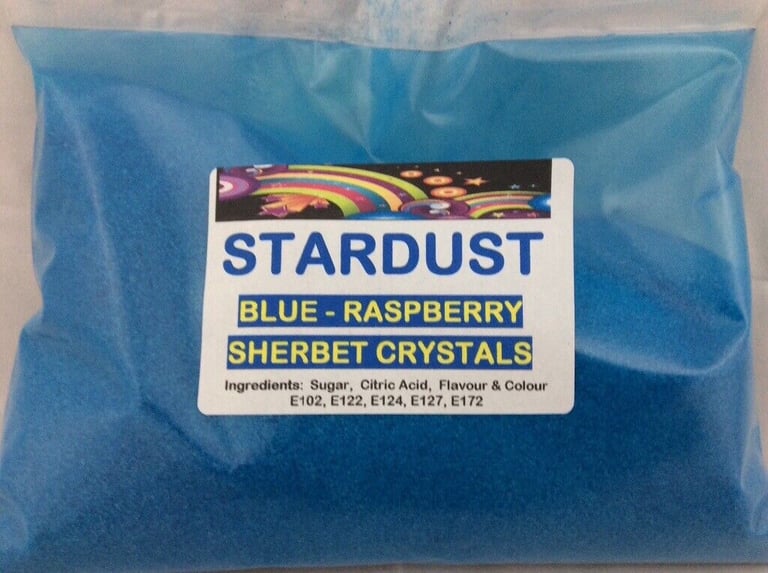 STARDUST
BLUE - RASPBERRY
SHERBET CRYSTALS
Ingredients: Sugar, Citric Acid, Flavour & Colour
E102, E122, E124, E127, E172